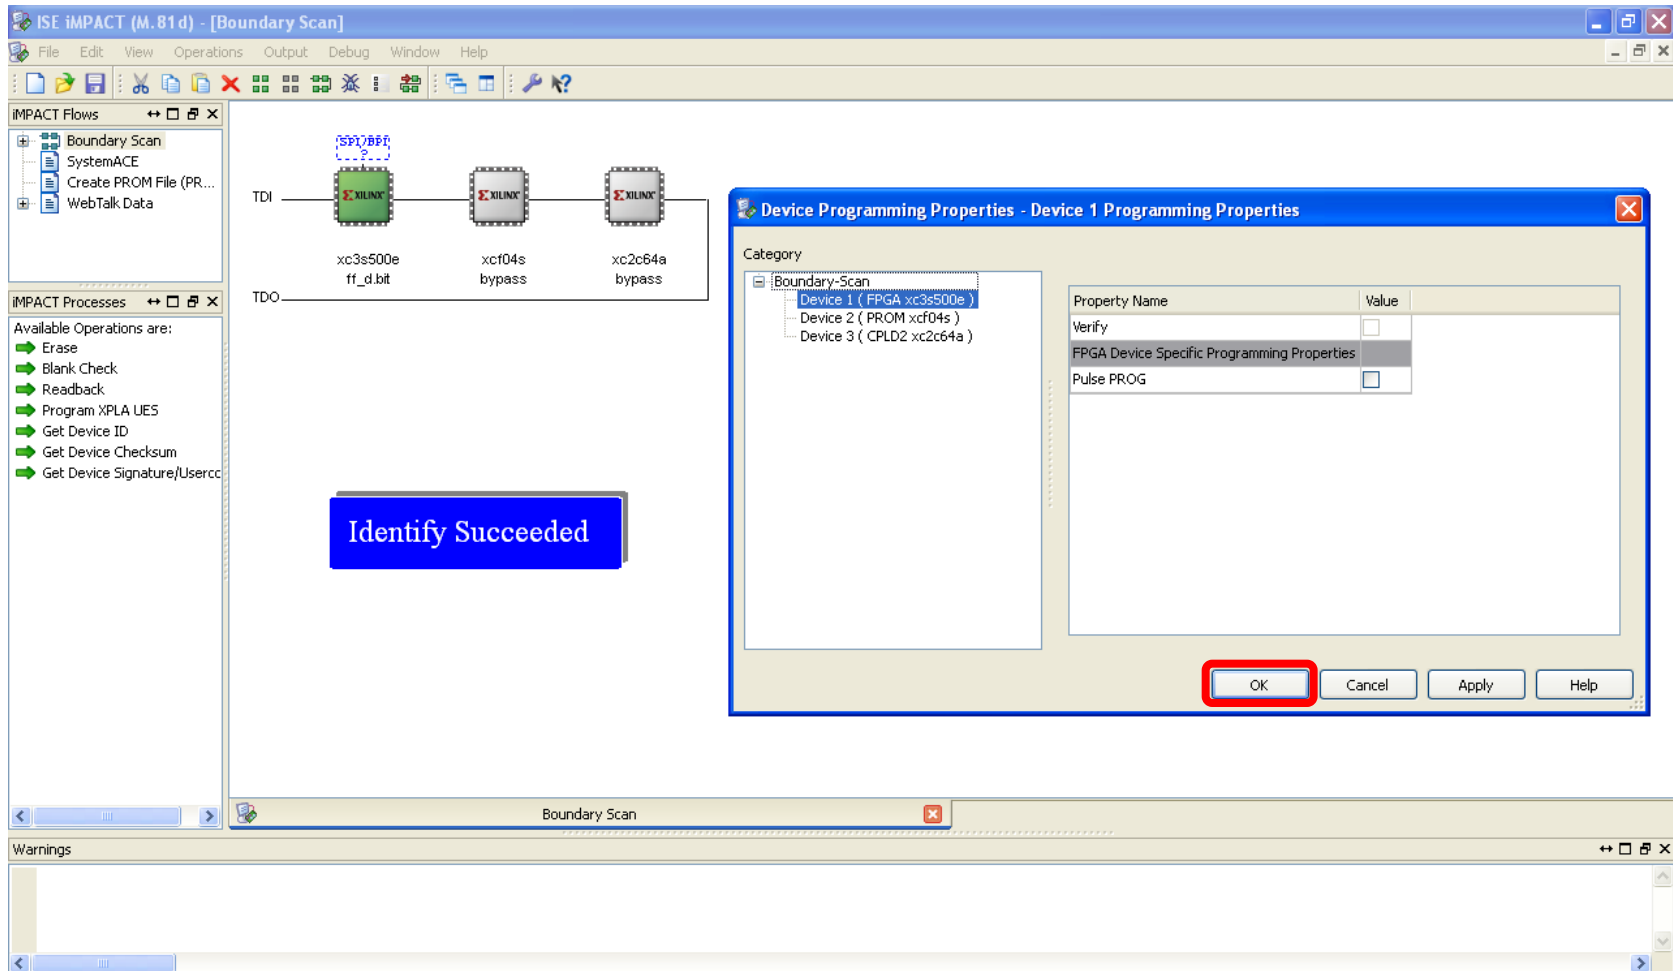 ISE iMPACT (M.81d) - [Boundary Scan]
File Edit View Operations Output Debug Window Help
iMPACT Flows
Boundary Scan
SystemACE
Create PROM File (PR...
WebTalk Data
SPI/BPI
?
TDI
XILINX XILINX XILINX
xc3s500e xcf04s xc2c64a
ff_d.bit bypass bypass
TDO
iMPACT Processes
Available Operations are:
Erase
Blank Check
Readback
Program XPLA UES
Get Device ID
Get Device Checksum
Get Device Signature/Usercc
Identify Succeeded
Device Programming Properties - Device 1 Programming Properties
Category
Boundary-Scan
Device 1 ( FPGA xc3s500e )
Device 2 ( PROM xcf04s )
Device 3 ( CPLD2 xc2c64a )
Property Name Value
Verify
FPGA Device Specific Programming Properties
Pulse PROG
OK Cancel Apply Help
Boundary Scan
Warnings